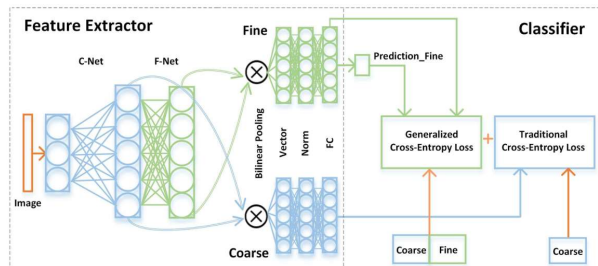 Feature Extractor
Classifier
Fine
C-Net
F-Net
Prediction_Fine
Bilinear Pooling
Vector
Norm
FC
Generalized
Cross-Entropy Loss
+
Traditional
Cross-Entropy Loss
Image
Coarse
Coarse
Fine
Coarse